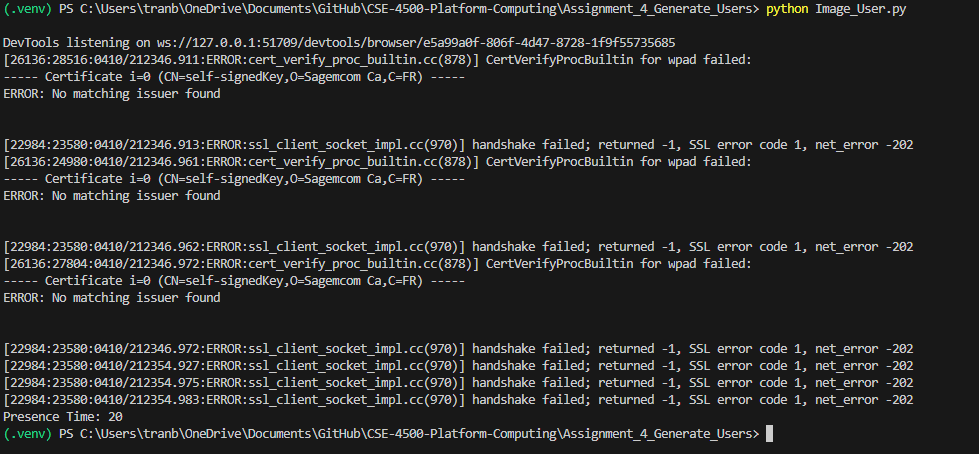 (.venv) PS C:\Users\tranb\OneDrive\Documents\GitHub\CSE-4500-Platform-Computing\Assignment_4_Generate_Users> python Image_User.py
DevTools listening on ws://127.0.0.1:51709/devtools/browser/e5a99a0f-806f-4d47-8728-1f9f55735685
[26136:28516:0410/212346.911:ERROR:cert_verify_proc_builtin.cc(878)] CertVerifyProcBuiltin for wpad failed:
----- Certificate i=0 (CN=self-signedKey,O=Sagemcom Ca,C=FR) -----
ERROR: No matching issuer found
[22984:23580:0410/212346.913:ERROR:ssl_client_socket_impl.cc(970)] handshake failed; returned -1, SSL error code 1, net_error -202
[26136:24980:0410/212346.961:ERROR:cert_verify_proc_builtin.cc(878)] CertVerifyProcBuiltin for wpad failed:
----- Certificate i=0 (CN=self-signedKey,O=Sagemcom Ca,C=FR) -----
ERROR: No matching issuer found
[22984:23580:0410/212346.962:ERROR:ssl_client_socket_impl.cc(970)] handshake failed; returned -1, SSL error code 1, net_error -202
[26136:27804:0410/212346.972:ERROR:cert_verify_proc_builtin.cc(878)] CertVerifyProcBuiltin for wpad failed:
----- Certificate i=0 (CN=self-signedKey,O=Sagemcom Ca,C=FR) -----
ERROR: No matching issuer found
[22984:23580:0410/212346.972:ERROR:ssl_client_socket_impl.cc(970)] handshake failed; returned -1, SSL error code 1, net_error -202
[22984:23580:0410/212354.927:ERROR:ssl_client_socket_impl.cc(970)] handshake failed; returned -1, SSL error code 1, net_error -202
[22984:23580:0410/212354.975:ERROR:ssl_client_socket_impl.cc(970)] handshake failed; returned -1, SSL error code 1, net_error -202
[22984:23580:0410/212354.983:ERROR:ssl_client_socket_impl.cc(970)] handshake failed; returned -1, SSL error code 1, net_error -202
Presence Time: 20
(.venv) PS C:\Users\tranb\OneDrive\Documents\GitHub\CSE-4500-Platform-Computing\Assignment_4_Generate_Users>